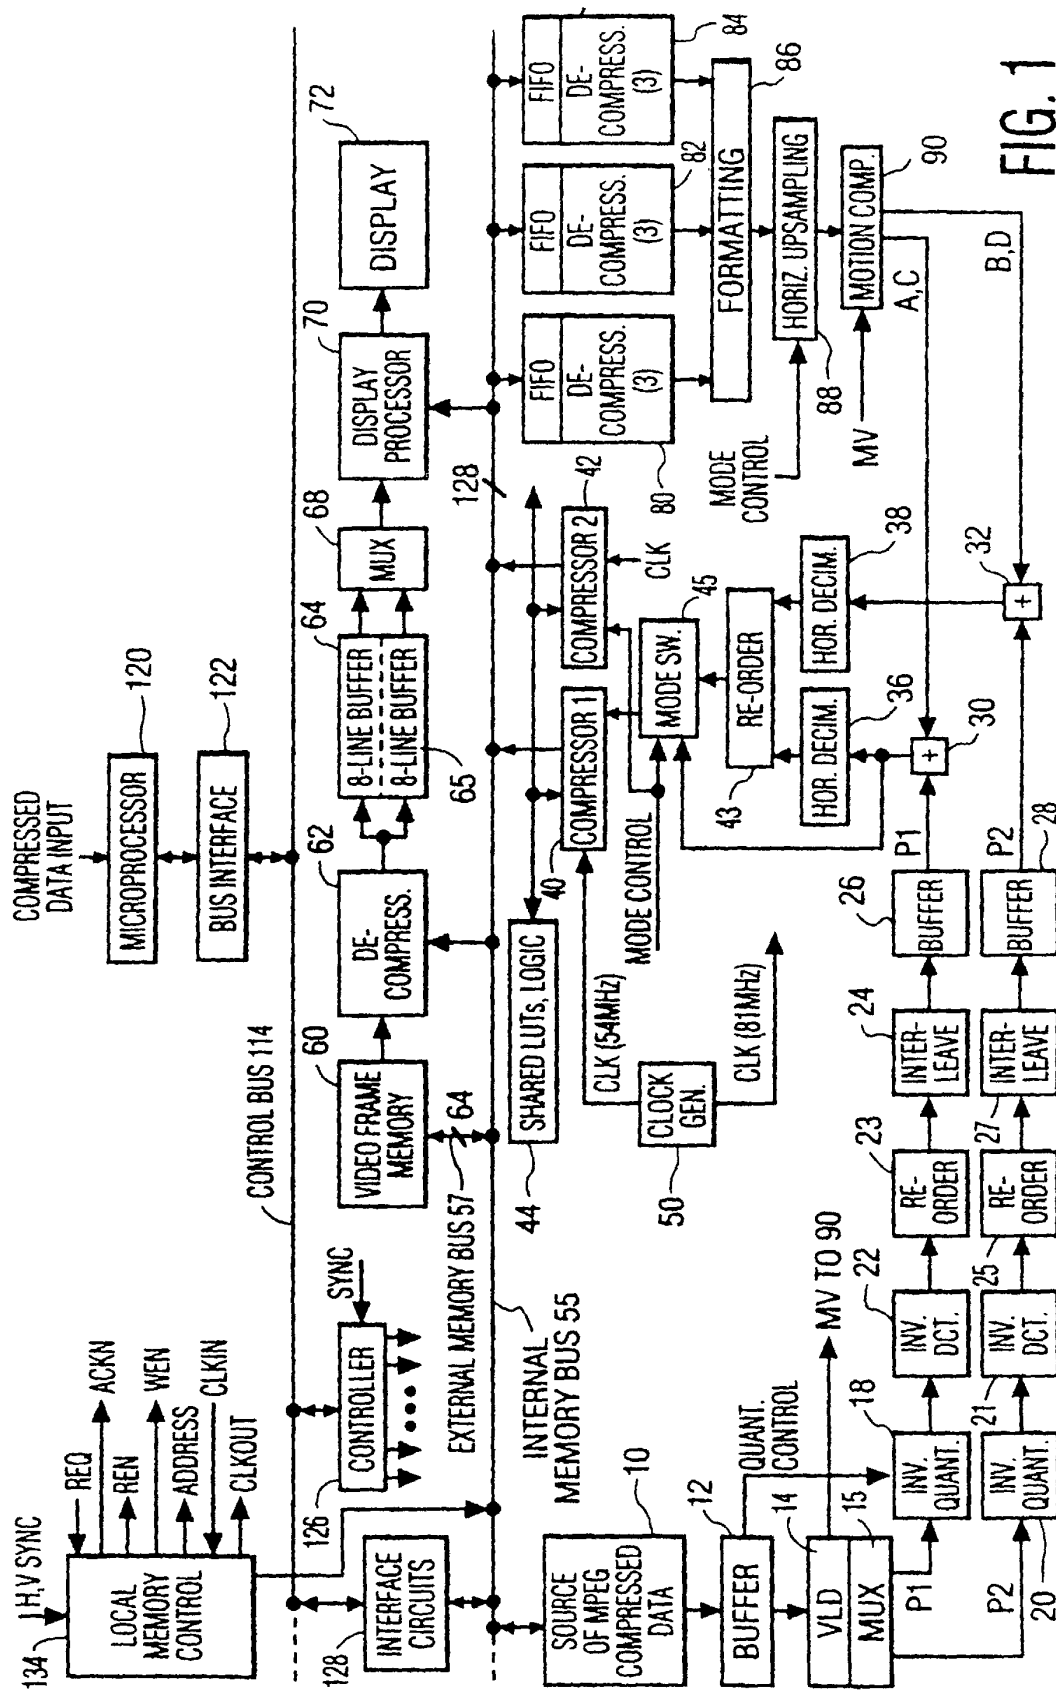 COMPRESSED
DATA INPUT
MICROPROCESSOR
120
BUS INTERFACE
122
H,V SYNC
134
LOCAL
MEMORY
CONTROL
REQ
ACKN
REN
WEN
ADDRESS
CLKIN
CLKOUT
CONTROL BUS 114
128
INTERFACE
CIRCUITS
126
CONTROLLER
SYNC
EXTERNAL MEMORY BUS 57
64
60
VIDEO FRAME
MEMORY
62
DE-
COMPRESS.
64
8-LINE BUFFER
8-LINE BUFFER
65
68
MUX
70
DISPLAY
PROCESSOR
72
DISPLAY
INTERNAL
MEMORY BUS 55
128
10
SOURCE
OF MPEG
COMPRESSED
DATA
12
BUFFER
QUANT.
CONTROL
14
VLD
15
MUX
MV TO 90
P1
P2
18
INV.
QUANT.
INV.
QUANT.
20
22
INV.
DCT.
21
INV.
DCT.
23
RE-
ORDER
25
RE-
ORDER
24
INTER-
LEAVE
27
INTER-
LEAVE
26
BUFFER
BUFFER
28
P1
P2
+
30
+
32
44
SHARED LUTs, LOGIC
50
CLOCK
GEN.
CLK (54MHz)
CLK (81MHz)
MODE CONTROL
40
COMPRESSOR 1
COMPRESSOR 2
42
CLK
MODE SW.
45
RE-ORDER
43
HOR. DECIM.
36
HOR. DECIM.
38
FIFO
DE-
COMPRESS.
(3)
80
FIFO
DE-
COMPRESS.
(3)
82
FIFO
DE-
COMPRESS.
(3)
84
FORMATTING
86
MODE
CONTROL
HORIZ. UPSAMPLING
88
MV
MOTION COMP.
90
A,C
B,D
FIG. 1